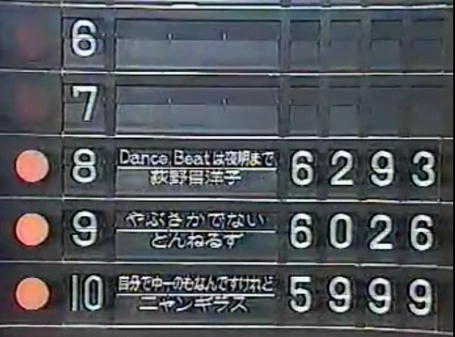 6
7
8 Dance Beatは夜明まで 6293
荻野目洋子
9 やぶさかでない 6026
とんねるず
10 自分でゆーのもなんですけれど 5999
ニャンギラス